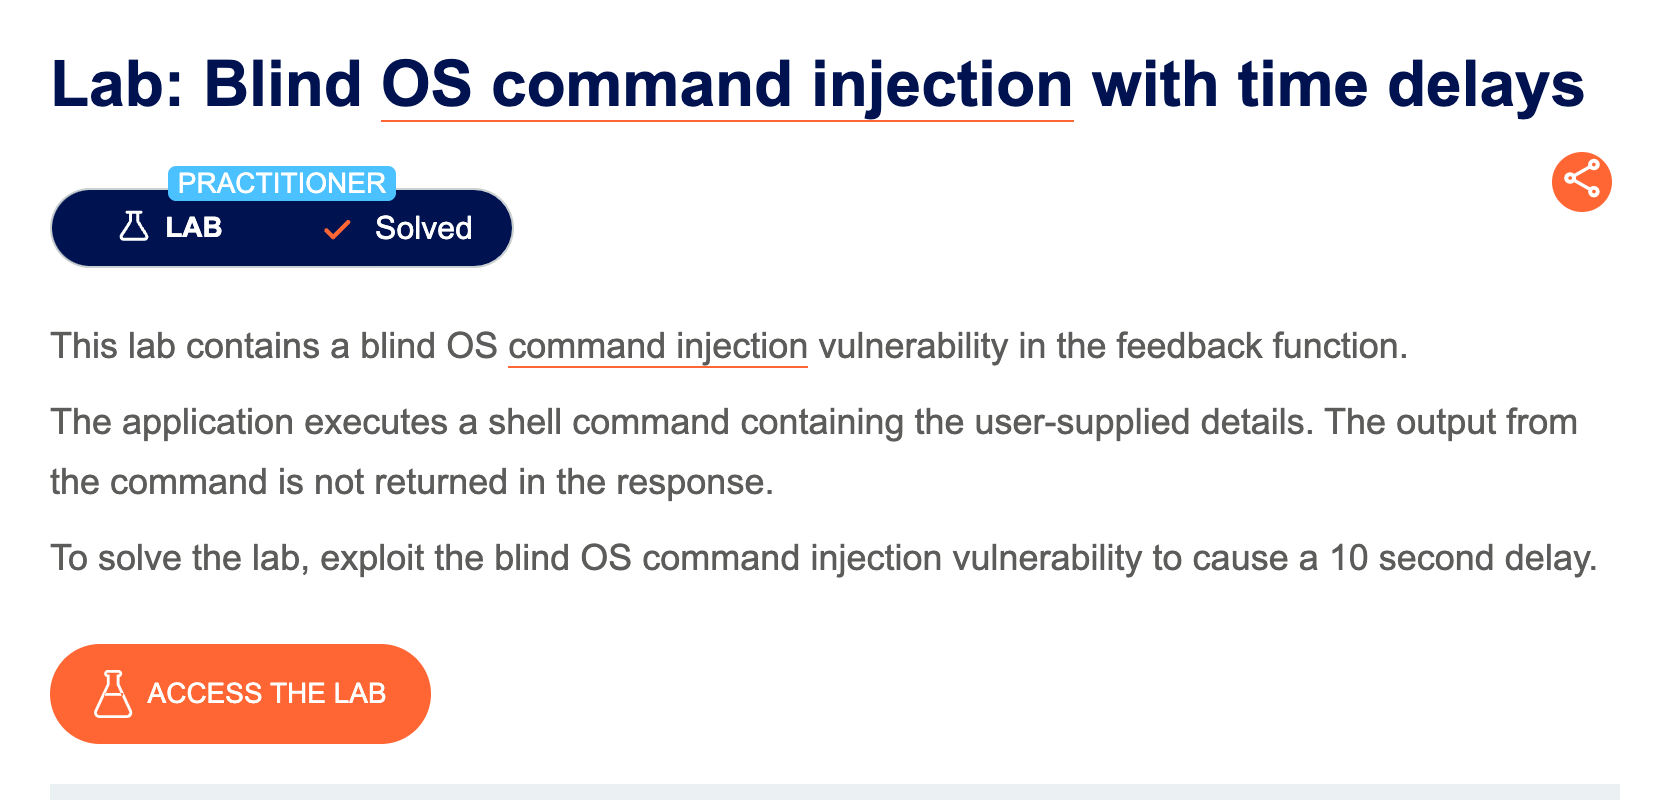 Lab: Blind OS command injection with time delays
PRACTITIONER
LAB Solved
This lab contains a blind OS command injection vulnerability in the feedback function.
The application executes a shell command containing the user-supplied details. The output from
the command is not returned in the response.
To solve the lab, exploit the blind OS command injection vulnerability to cause a 10 second delay.
ACCESS THE LAB